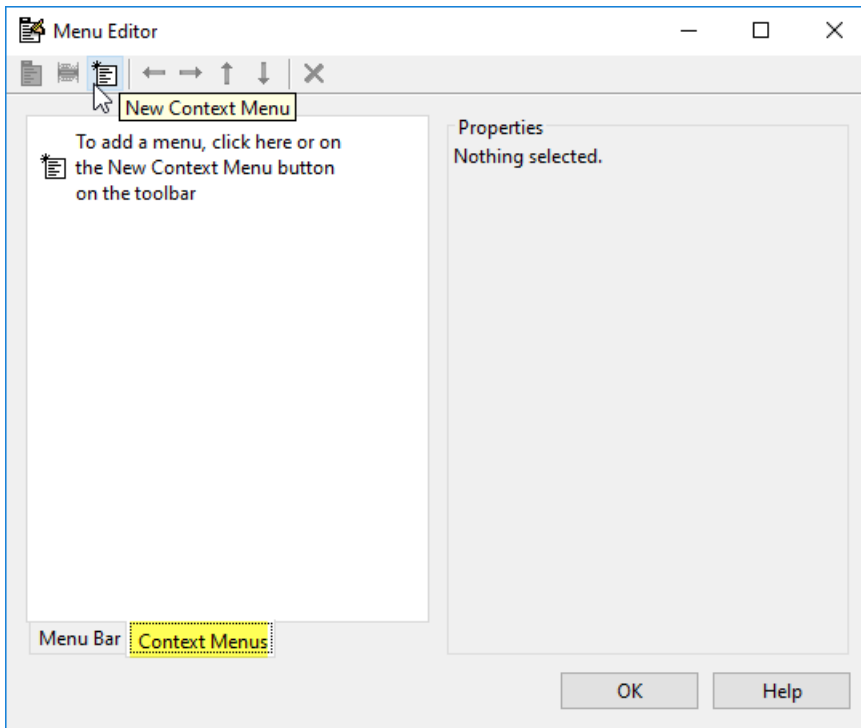 Menu Editor
New Context Menu
To add a menu, click here or on
the New Context Menu button
on the toolbar
Properties
Nothing selected.
Menu Bar
Context Menus
OK
Help